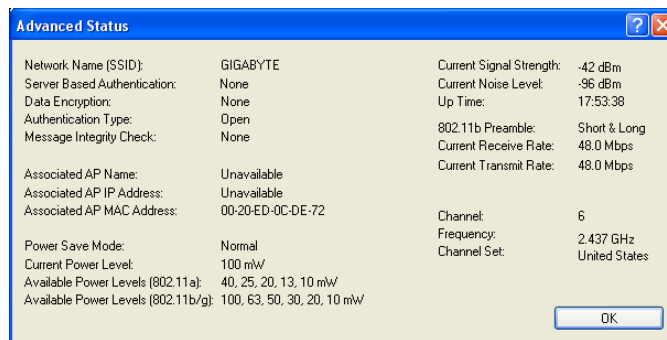 Advanced Status
Network Name (SSID): GIGABYTE
Server Based Authentication: None
Data Encryption: None
Authentication Type: Open
Message Integrity Check: None
Associated AP Name: Unavailable
Associated AP IP Address: Unavailable
Associated AP MAC Address: 00-20-ED-0C-DE-72
Power Save Mode: Normal
Current Power Level: 100 mW
Available Power Levels (802.11a): 40, 25, 20, 13, 10 mW
Available Power Levels (802.11b/g): 100, 63, 50, 30, 20, 10 mW
Current Signal Strength: -42 dBm
Current Noise Level: -96 dBm
Up Time: 17:53:38
802.11b Preamble: Short & Long
Current Receive Rate: 48.0 Mbps
Current Transmit Rate: 48.0 Mbps
Channel: 6
Frequency: 2.437 GHz
Channel Set: United States
OK